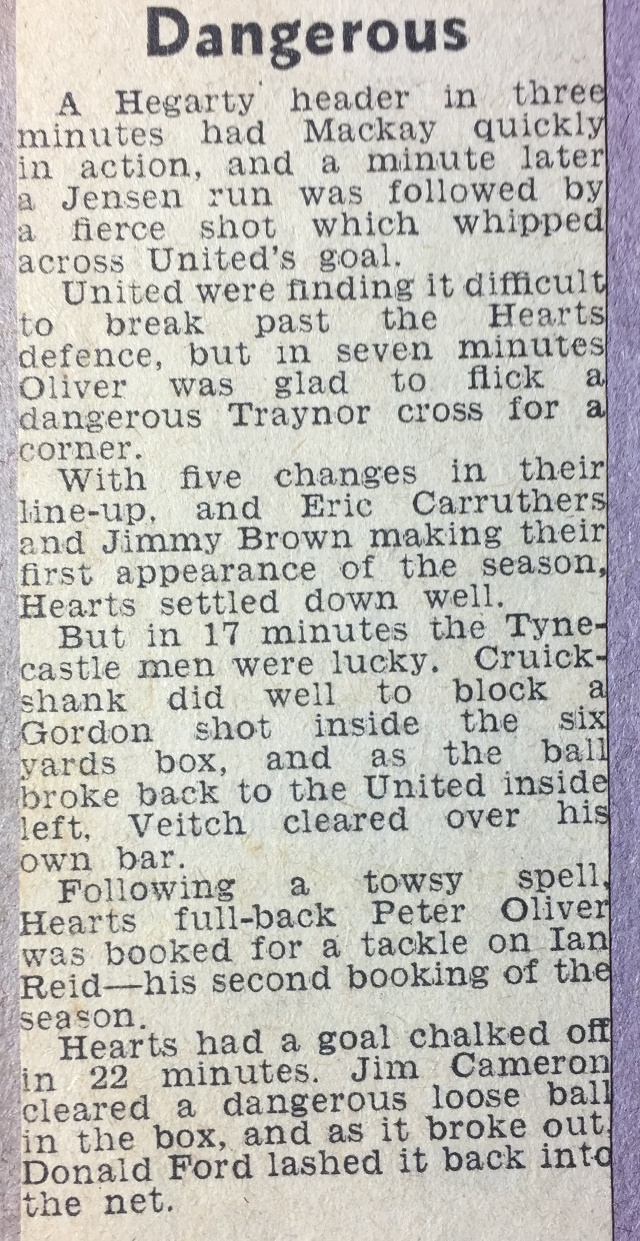 Dangerous
A Hegarty header in three
minutes had Mackay quickly
in action, and a minute later
a Jensen run was followed by
a fierce shot which whipped
across United's goal.
United were finding it difficult
to break past the Hearts
defence, but in seven minutes
Oliver was glad to flick a
dangerous Traynor cross for a
corner.
With five changes in their
line-up, and Eric Carruthers
and Jimmy Brown making their
first appearance of the season,
Hearts settled down well.
But in 17 minutes the Tyne-
castle men were lucky. Cruick-
shank did well to block a
Gordon shot inside the six
yards box, and as the ball
broke back to the United inside
left, Veitch cleared over his
own bar.
Following a towsy spell,
Hearts full-back Peter Oliver
was booked for a tackle on Ian
Reid—his second booking of the
season.
Hearts had a goal chalked off
in 22 minutes. Jim Cameron
cleared a dangerous loose ball
in the box, and as it broke out,
Donald Ford lashed it back into
the net.